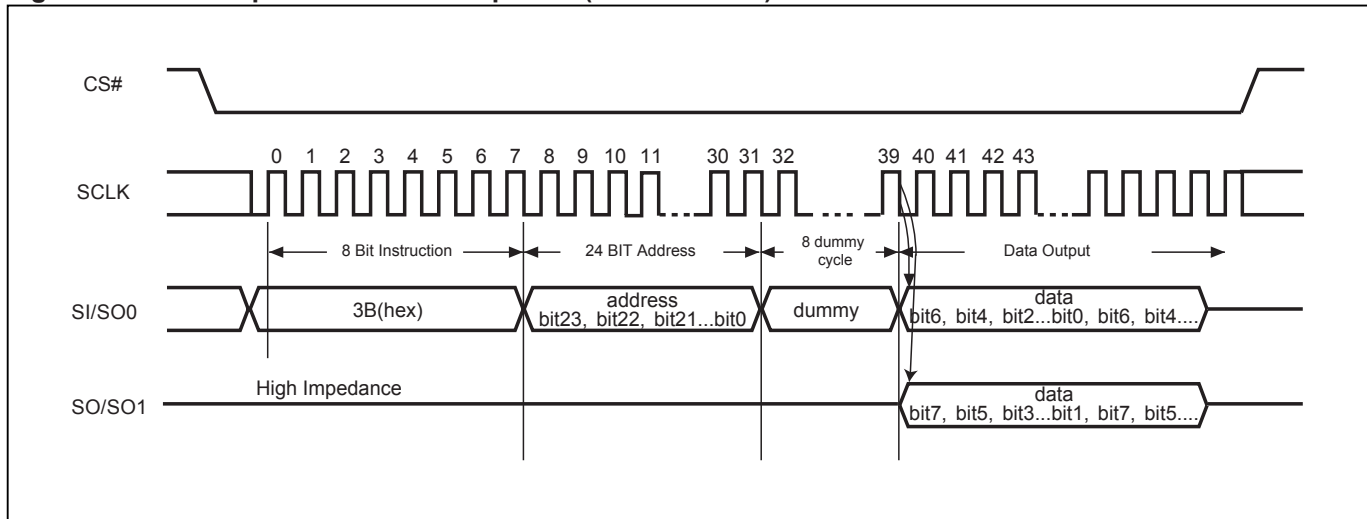 CS#
0 1 2 3 4 5 6 7 8 9 10 11 30 31 32 39 40 41 42 43
SCLK
8 Bit Instruction
24 BIT Address
8 dummy
cycle
Data Output
SI/SO0
3B(hex)
address
bit23, bit22, bit21...bit0
dummy
data
bit6, bit4, bit2...bit0, bit6, bit4....
High Impedance
SO/SO1
data
bit7, bit5, bit3...bit1, bit7, bit5....